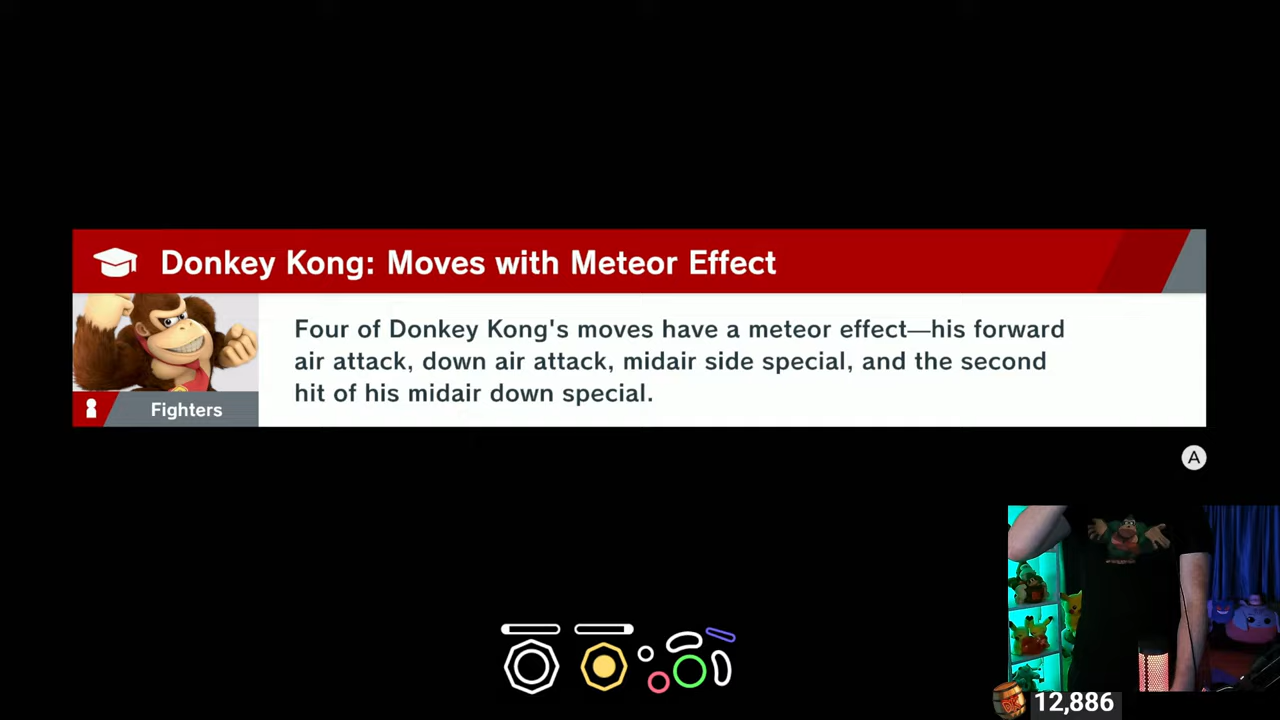 Donkey Kong: Moves with Meteor Effect
Four of Donkey Kong's moves have a meteor effect—his forward
air attack, down air attack, midair side special, and the second
hit of his midair down special.
Fighters
A
DK
12,886